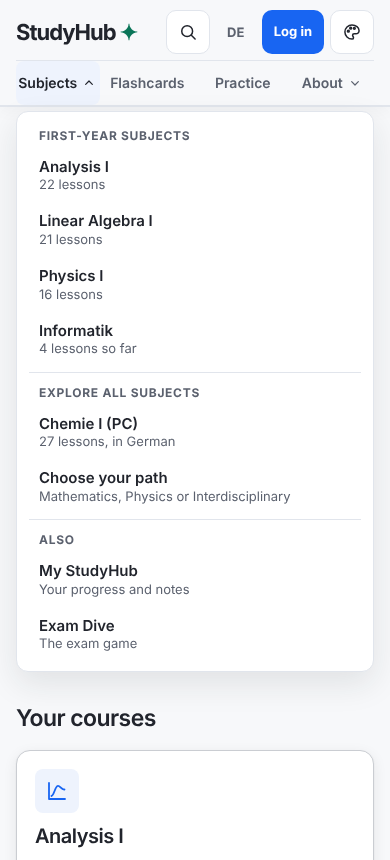 StudyHub
DE
Log in
Subjects
Flashcards
Practice
About
FIRST-YEAR SUBJECTS
Analysis I
22 lessons
Linear Algebra I
21 lessons
Physics I
16 lessons
Informatik
4 lessons so far
EXPLORE ALL SUBJECTS
Chemie I (PC)
27 lessons, in German
Choose your path
Mathematics, Physics or Interdisciplinary
ALSO
My StudyHub
Your progress and notes
Exam Dive
The exam game
Your courses
Analysis I